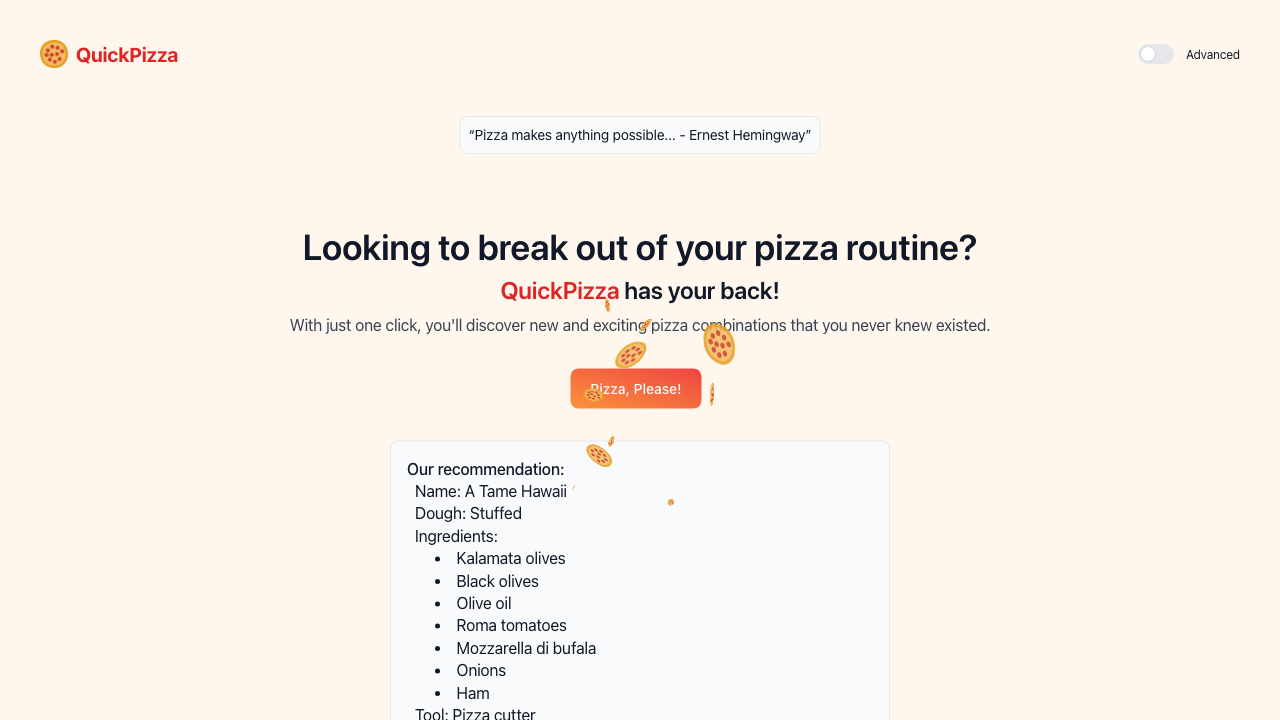 QuickPizza
Advanced
“Pizza makes anything possible... - Ernest Hemingway”
Looking to break out of your pizza routine?
QuickPizza has your back!
With just one click, you'll discover new and exciting pizza combinations that you never knew existed.
Pizza, Please!
Our recommendation:
Name: A Tame Hawaii
Dough: Stuffed
Ingredients:
• Kalamata olives
• Black olives
• Olive oil
• Roma tomatoes
• Mozzarella di bufala
• Onions
• Ham
Tool: Pizza cutter